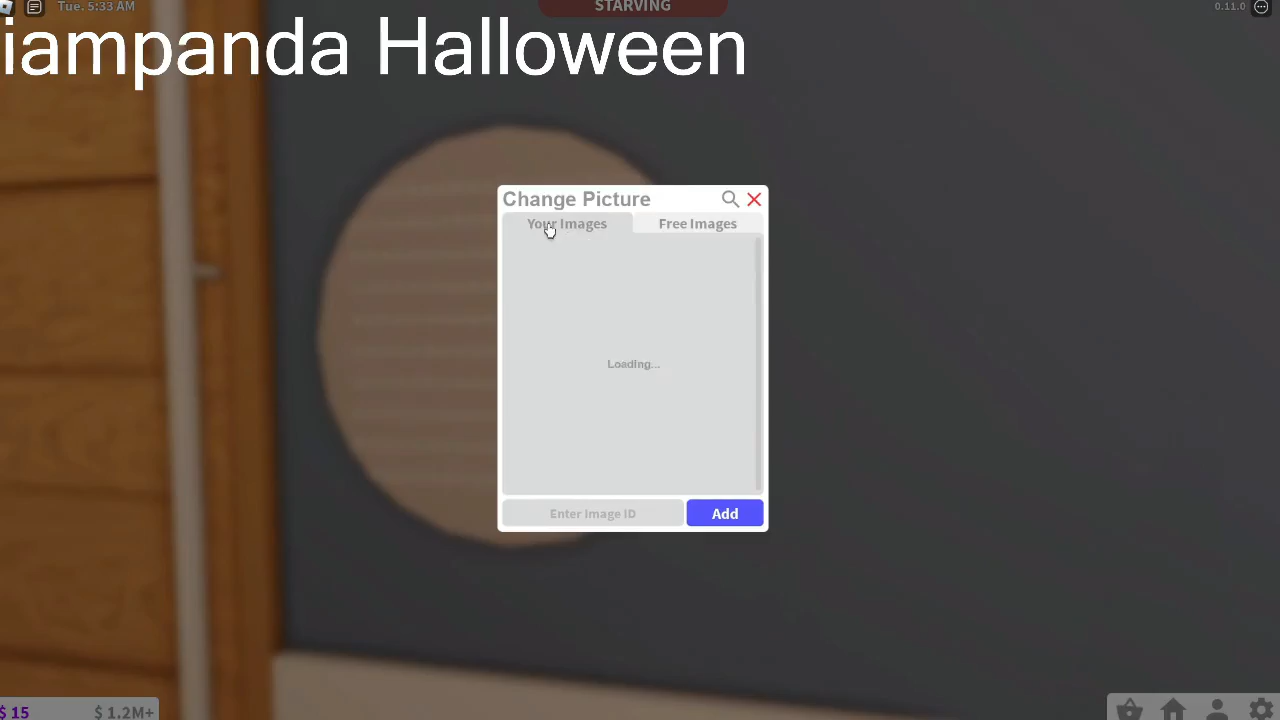 Tue. 5:33 AM
STARVING
0.11.0
iampanda Halloween
Change Picture
Your Images
Free Images
Loading...
Enter Image ID
Add
$ 15
$ 1.2M+